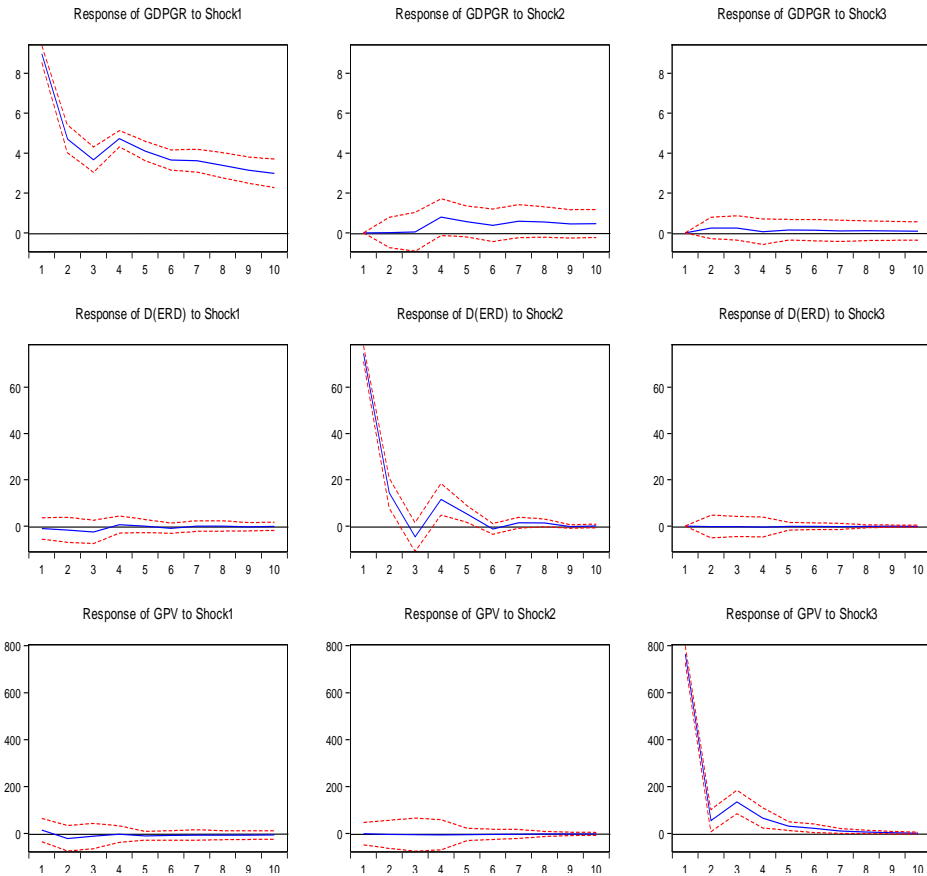 Response of GDPGR to Shock1
Response of GDPGR to Shock2
Response of GDPGR to Shock3
8
6
4
2
0
1 2 3 4 5 6 7 8 9 10
8
6
4
2
0
1 2 3 4 5 6 7 8 9 10
8
6
4
2
0
1 2 3 4 5 6 7 8 9 10
Response of D(ERD) to Shock1
Response of D(ERD) to Shock2
Response of D(ERD) to Shock3
60
40
20
0
1 2 3 4 5 6 7 8 9 10
60
40
20
0
1 2 3 4 5 6 7 8 9 10
60
40
20
0
1 2 3 4 5 6 7 8 9 10
Response of GPV to Shock1
Response of GPV to Shock2
Response of GPV to Shock3
800
600
400
200
0
1 2 3 4 5 6 7 8 9 10
800
600
400
200
0
1 2 3 4 5 6 7 8 9 10
800
600
400
200
0
1 2 3 4 5 6 7 8 9 10